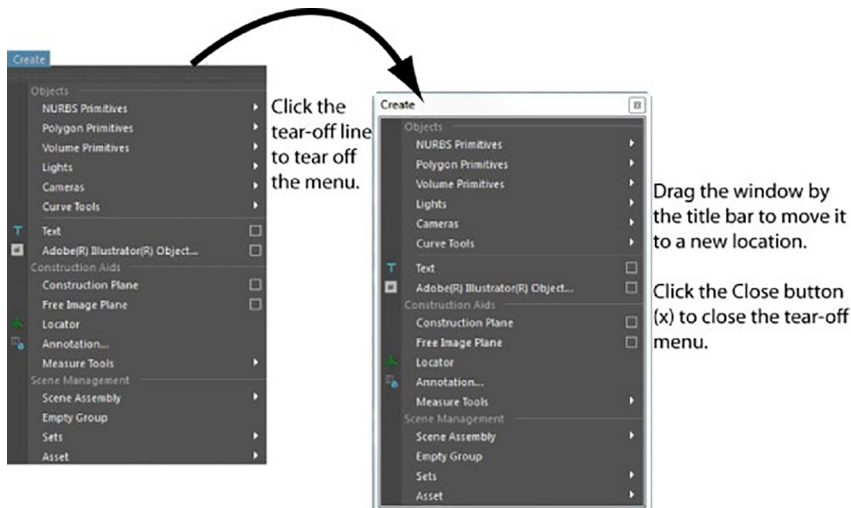 Create
Objects
NURBS Primitives
Polygon Primitives
Volume Primitives
Lights
Cameras
Curve Tools
Text
Adobe(R) Illustrator(R) Object...
Construction Aids
Construction Plane
Free Image Plane
Locator
Annotation...
Measure Tools
Scene Management
Scene Assembly
Empty Group
Sets
Asset
Click the
tear-off line
to tear off
the menu.
Create
Objects
NURBS Primitives
Polygon Primitives
Volume Primitives
Lights
Cameras
Curve Tools
Text
Adobe(R) Illustrator(R) Object...
Construction Aids
Construction Plane
Free Image Plane
Locator
Annotation...
Measure Tools
Scene Management
Scene Assembly
Empty Group
Sets
Asset
Drag the window by
the title bar to move it
to a new location.
Click the Close button
(x) to close the tear-off
menu.